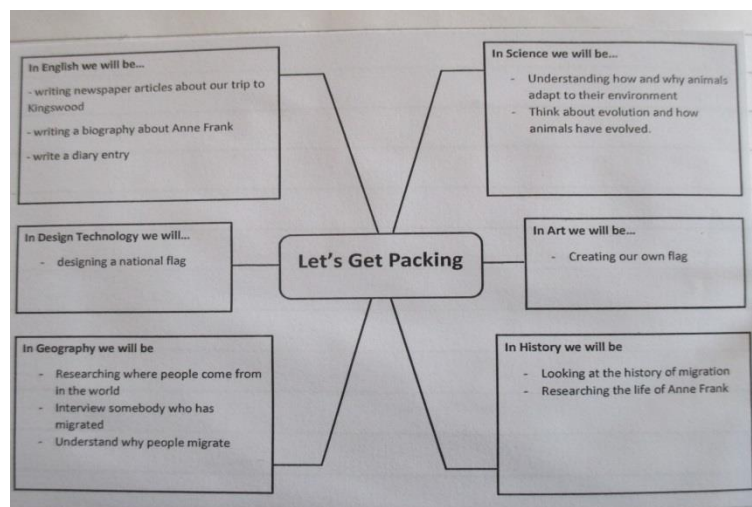 In English we will be...
- writing newspaper articles about our trip to
Kingswood
- writing a biography about Anne Frank
- write a diary entry
In Science we will be...
- Understanding how and why animals
adapt to their environment
- Think about evolution and how
animals have evolved.
In Design Technology we will...
- designing a national flag
Let's Get Packing
In Art we will be...
- Creating our own flag
In Geography we will be
- Researching where people come from
in the world
- Interview somebody who has
migrated
- Understand why people migrate
In History we will be
- Looking at the history of migration
- Researching the life of Anne Frank